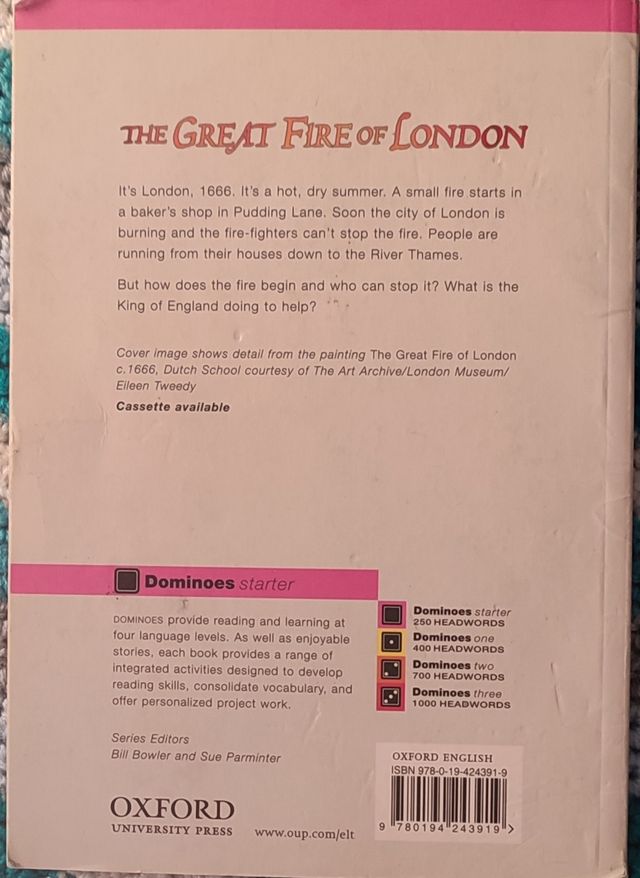 THE GREAT FIRE OF LONDON
It's London, 1666. It's a hot, dry summer. A small fire starts in
a baker's shop in Pudding Lane. Soon the city of London is
burning and the fire-fighters can't stop the fire. People are
running from their houses down to the River Thames.
But how does the fire begin and who can stop it? What is the
King of England doing to help?
Cover image shows detail from the painting The Great Fire of London
c.1666, Dutch School courtesy of The Art Archive/London Museum/
Eileen Tweedy
Cassette available
Dominoes starter
DOMINOES provide reading and learning at
four language levels. As well as enjoyable
stories, each book provides a range of
integrated activities designed to develop
reading skills, consolidate vocabulary, and
offer personalized project work.
Series Editors
Bill Bowler and Sue Parminter
Dominoes starter
250 HEADWORDS
Dominoes one
400 HEADWORDS
Dominoes two
700 HEADWORDS
Dominoes three
1000 HEADWORDS
OXFORD
UNIVERSITY PRESS
www.oup.com/elt
OXFORD ENGLISH
ISBN 978-0-19-424391-9
9 780194 243919 >